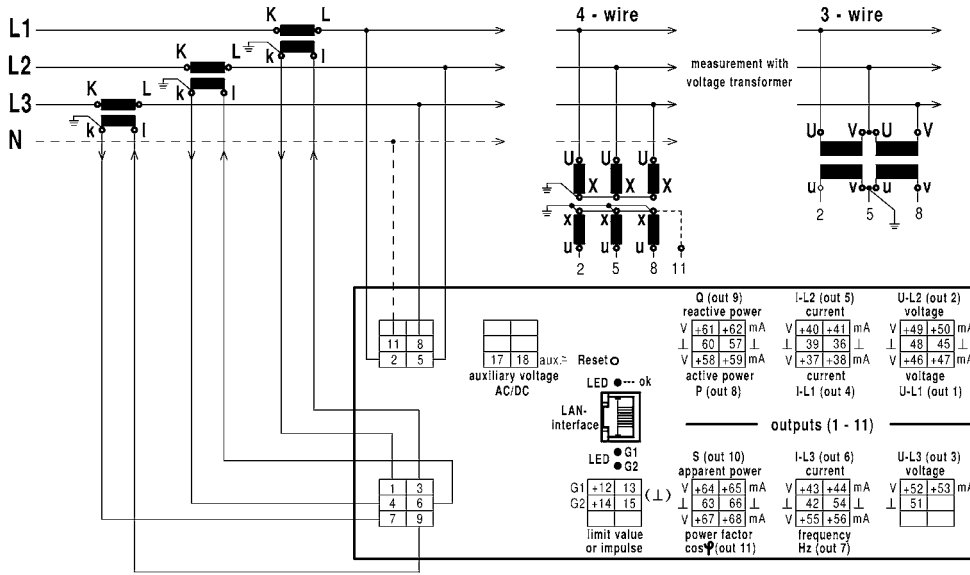 4 - wire 3 - wire
L1 K L
L2 K L k l
L3 K L k l
N k l
measurement with
voltage transformer
U U U
X X X
x x x
u u u
2 5 8 11
U V U V
u v u v
2 5 8
Q (out 9) I-L2 (out 5) U-L2 (out 2)
reactive power current voltage
V +61 +62 mA V +40 +41 mA V +49 +50 mA
⊥ 60 57 ⊥ 39 36 ⊥ ⊥ 48 45 ⊥
V +58 +59 mA V +37 +38 mA V +46 +47 mA
active power current voltage
P (out 8) I-L1 (out 4) U-L1 (out 1)
11 8
2 5
17 18 aux.≂
auxiliary voltage
AC/DC
Reset
LED --- ok
LAN-
interface
LED G1
G2
outputs (1 - 11)
S (out 10) I-L3 (out 6) U-L3 (out 3)
apparent power current voltage
V +64 +65 mA V +43 +44 mA V +52 +53 mA
⊥ 63 66 ⊥ 42 54 ⊥ ⊥ 51
V +67 +68 mA V +55 +56 mA
power factor frequency
cosφ (out 11) Hz (out 7)
G1 +12 13 (⊥)
G2 +14 15
limit value
or impulse
1 3
4 6
7 9